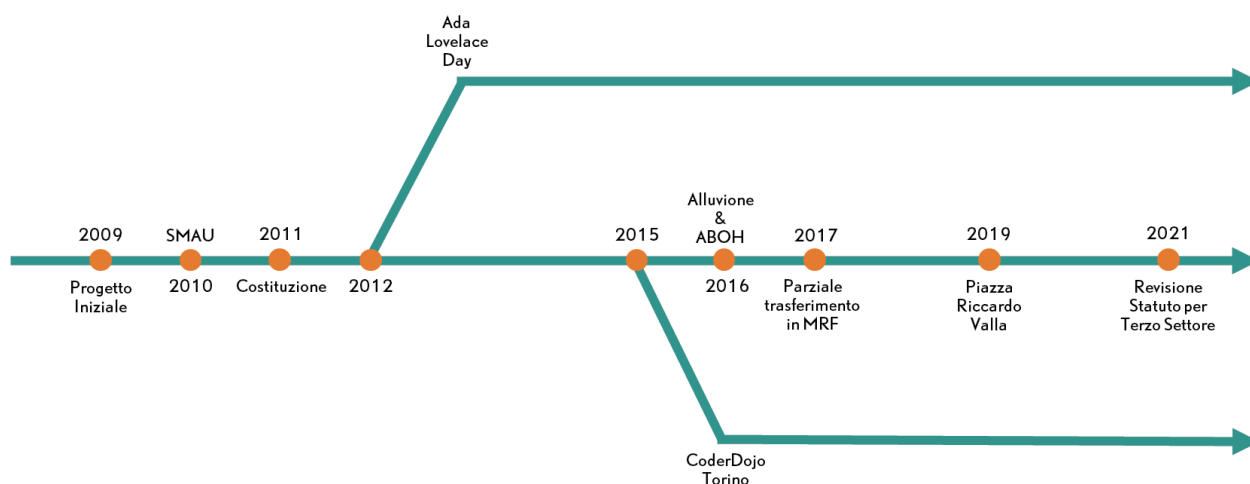 Ada
Lovelace
Day
2009
Progetto
Iniziale
SMAU
2010
2011
Costituzione
2012
2015
Alluvione
&
ABOH
2016
2017
Parziale
trasferimento
in MRF
2019
Piazza
Riccardo
Valla
2021
Revisione
Statuto per
Terzo Settore
CoderDojo
Torino